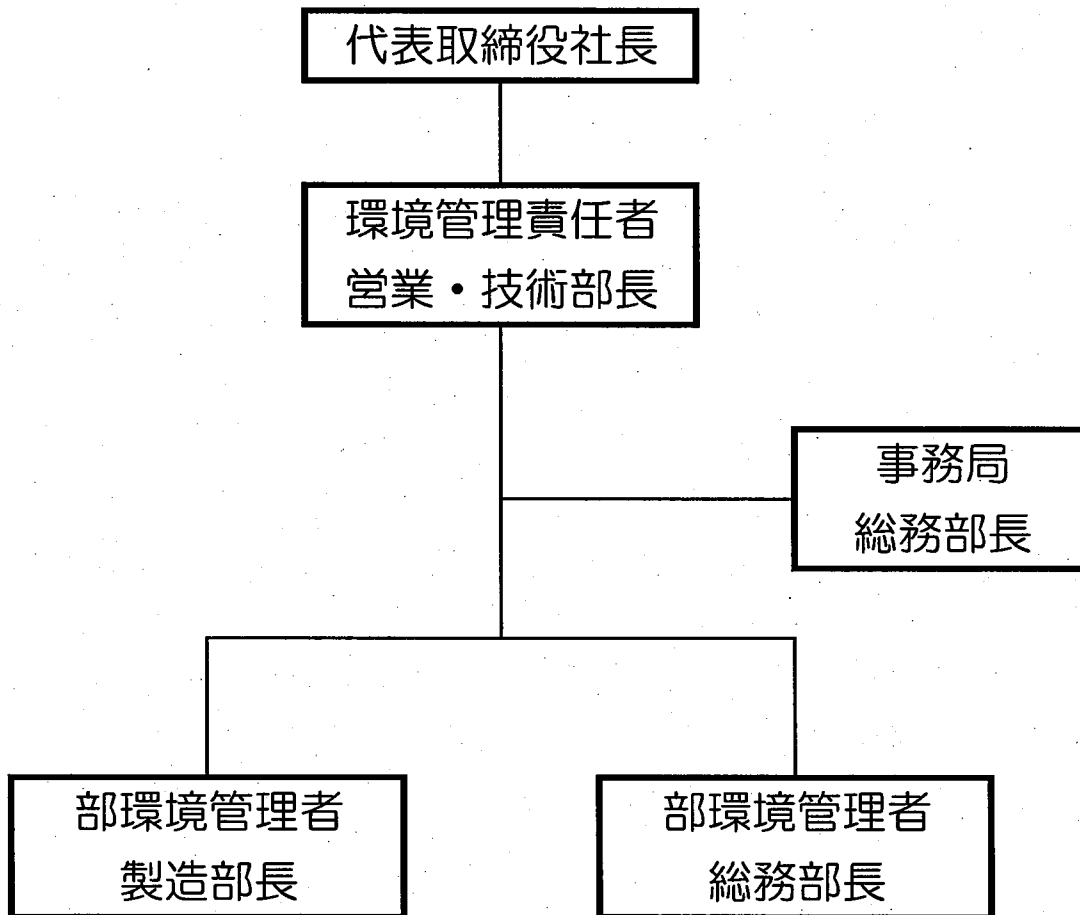 代表取締役社長
環境管理責任者
営業・技術部長
事務局
総務部長
部環境管理者
製造部長
部環境管理者
総務部長